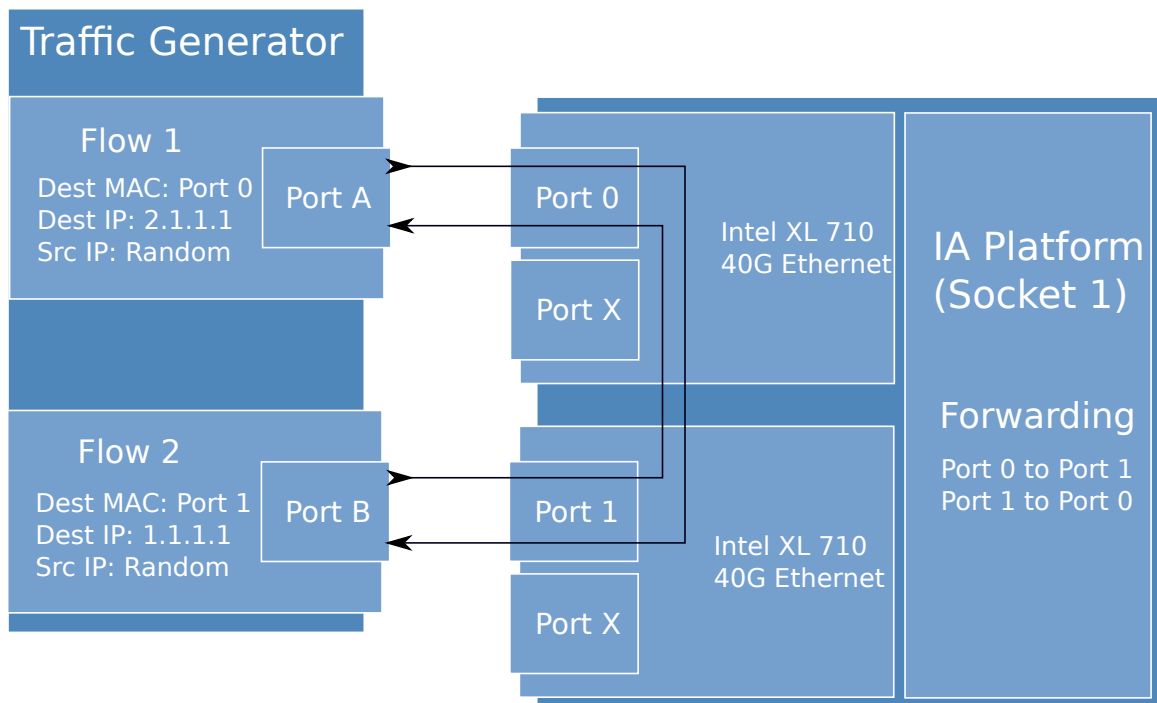 Traffic Generator
Flow 1
Dest MAC: Port 0
Dest IP: 2.1.1.1
Src IP: Random
Port A
Flow 2
Dest MAC: Port 1
Dest IP: 1.1.1.1
Src IP: Random
Port B
Port 0
Port X
Intel XL 710
40G Ethernet
Port 1
Port X
Intel XL 710
40G Ethernet
IA Platform
(Socket 1)
Forwarding
Port 0 to Port 1
Port 1 to Port 0